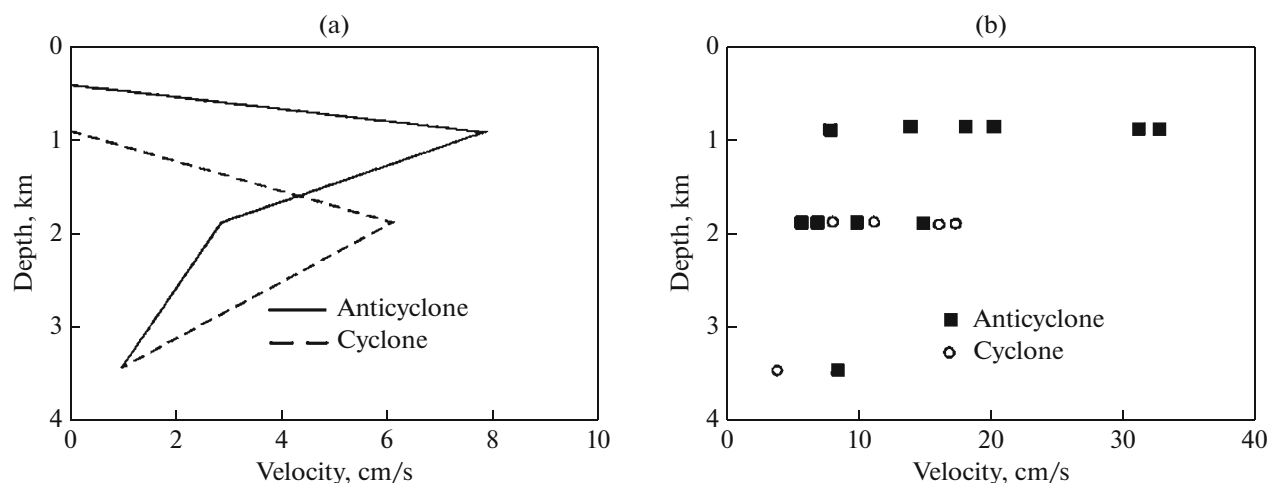 (a)
0
1
2
3
4
Depth, km
Anticyclone
Cyclone
0 2 4 6 8 10
Velocity, cm/s
(b)
0
1
2
3
4
Depth, km
Anticyclone
Cyclone
0 10 20 30 40
Velocity, cm/s